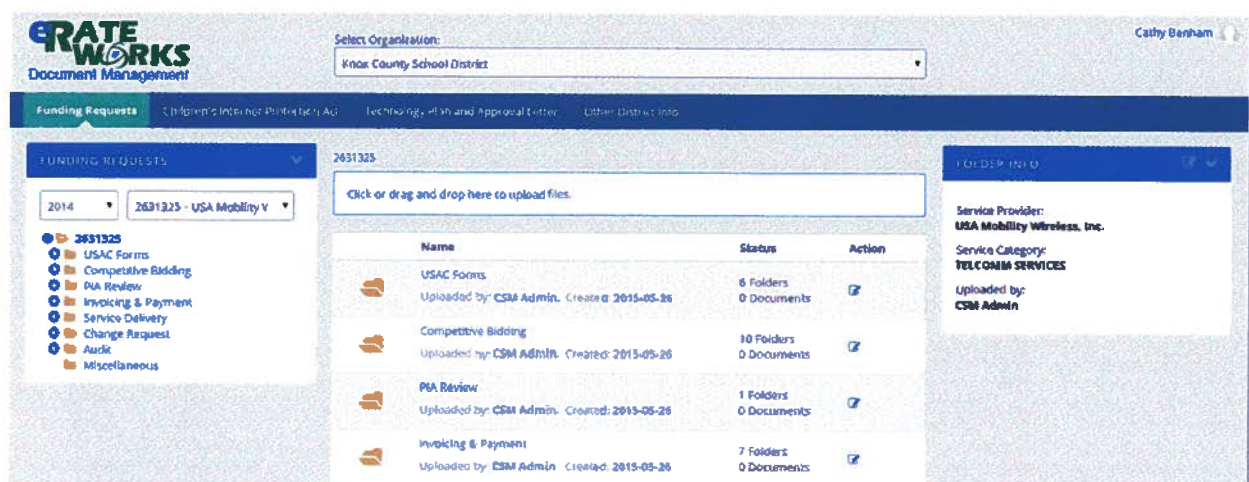 eRATE
WORKS
Document Management
Select Organization:
Knox County School District
Cathy Benham
Funding Requests
Children's Internet Protection Act
Technology Plan and Approval Letter
Other District Info
FUNDING REQUESTS
2014
2631325 - USA Mobility V
2631325
USAC Forms
Competitive Bidding
PIA Review
Invoicing & Payment
Service Delivery
Change Request
Audit
Miscellaneous
2631325
Click or drag and drop here to upload files.
Name Status Action
USAC Forms
Uploaded by: CSM Admin. Created: 2015-05-26
6 Folders
0 Documents
Competitive Bidding
Uploaded by: CSM Admin. Created: 2015-05-26
10 Folders
0 Documents
PIA Review
Uploaded by: CSM Admin. Created: 2015-05-26
1 Folders
0 Documents
Invoicing & Payment
Uploaded by: CSM Admin Created: 2015-05-26
7 Folders
0 Documents
FOLDER INFO
Service Provider:
USA Mobility Wireless, Inc.
Service Category:
TELCOMM SERVICES
Uploaded by:
CSM Admin